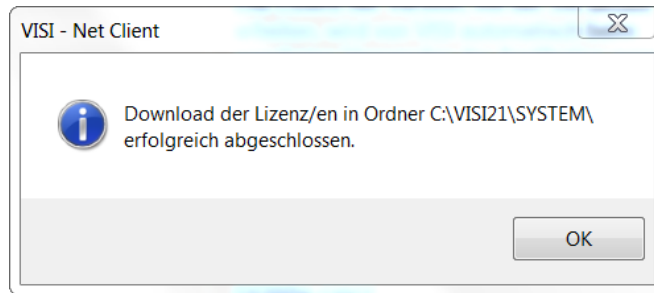 VISI - Net Client
Download der Lizenz/en in Ordner C:\VISI21\SYSTEM\
erfolgreich abgeschlossen.
OK